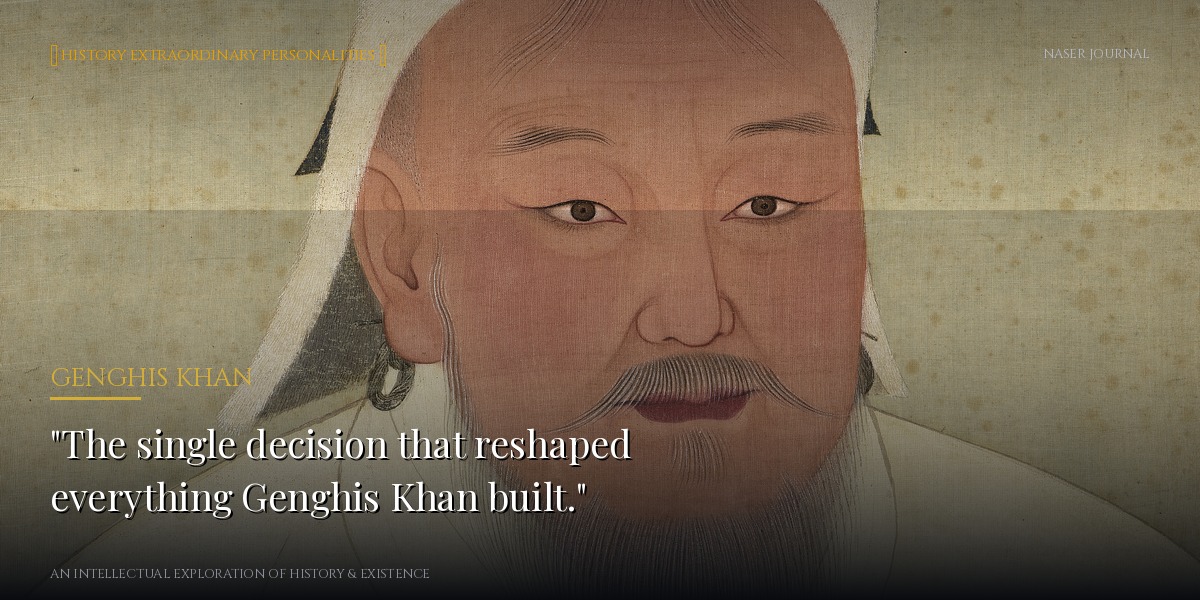 HISTORY EXTRAORDINARY PERSONALITIES
NASER JOURNAL
GENGHIS KHAN
"The single decision that reshaped
everything Genghis Khan built."
AN INTELLECTUAL EXPLORATION OF HISTORY & EXISTENCE